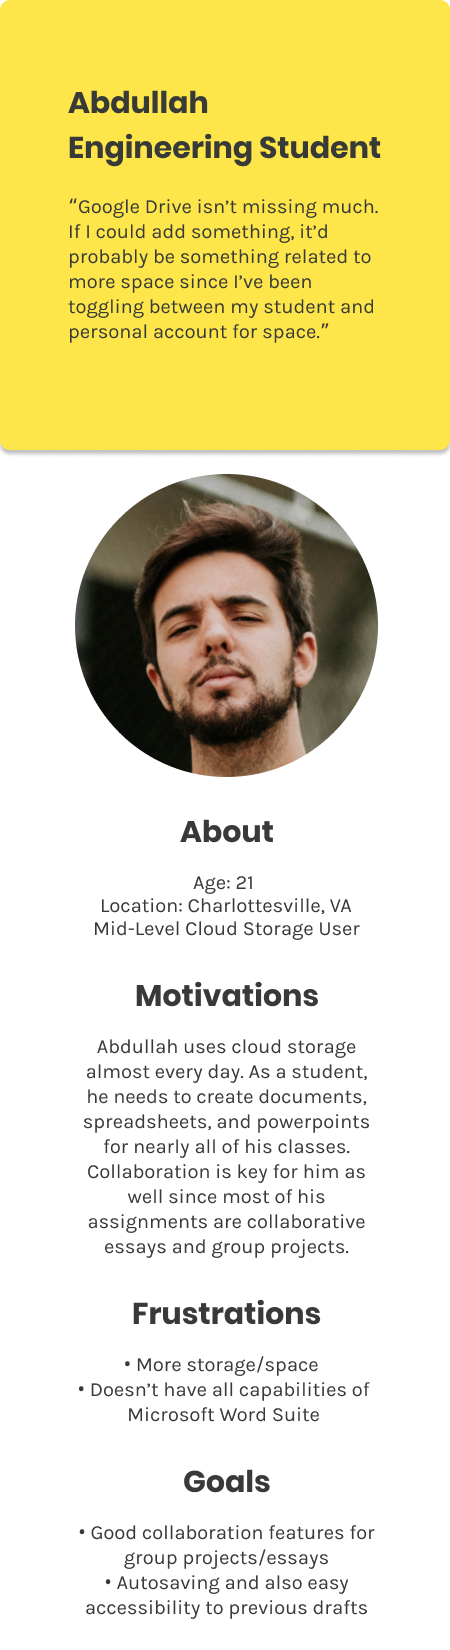 Abdullah
Engineering Student
“Google Drive isn’t missing much.
If I could add something, it’d
probably be something related to
more space since I’ve been
toggling between my student and
personal account for space.”
About
Age: 21
Location: Charlottesville, VA
Mid-Level Cloud Storage User
Motivations
Abdullah uses cloud storage
almost every day. As a student,
he needs to create documents,
spreadsheets, and powerpoints
for nearly all of his classes.
Collaboration is key for him as
well since most of his
assignments are collaborative
essays and group projects.
Frustrations
• More storage/space
• Doesn’t have all capabilities of
Microsoft Word Suite
Goals
• Good collaboration features for
group projects/essays
• Autosaving and also easy
accessibility to previous drafts